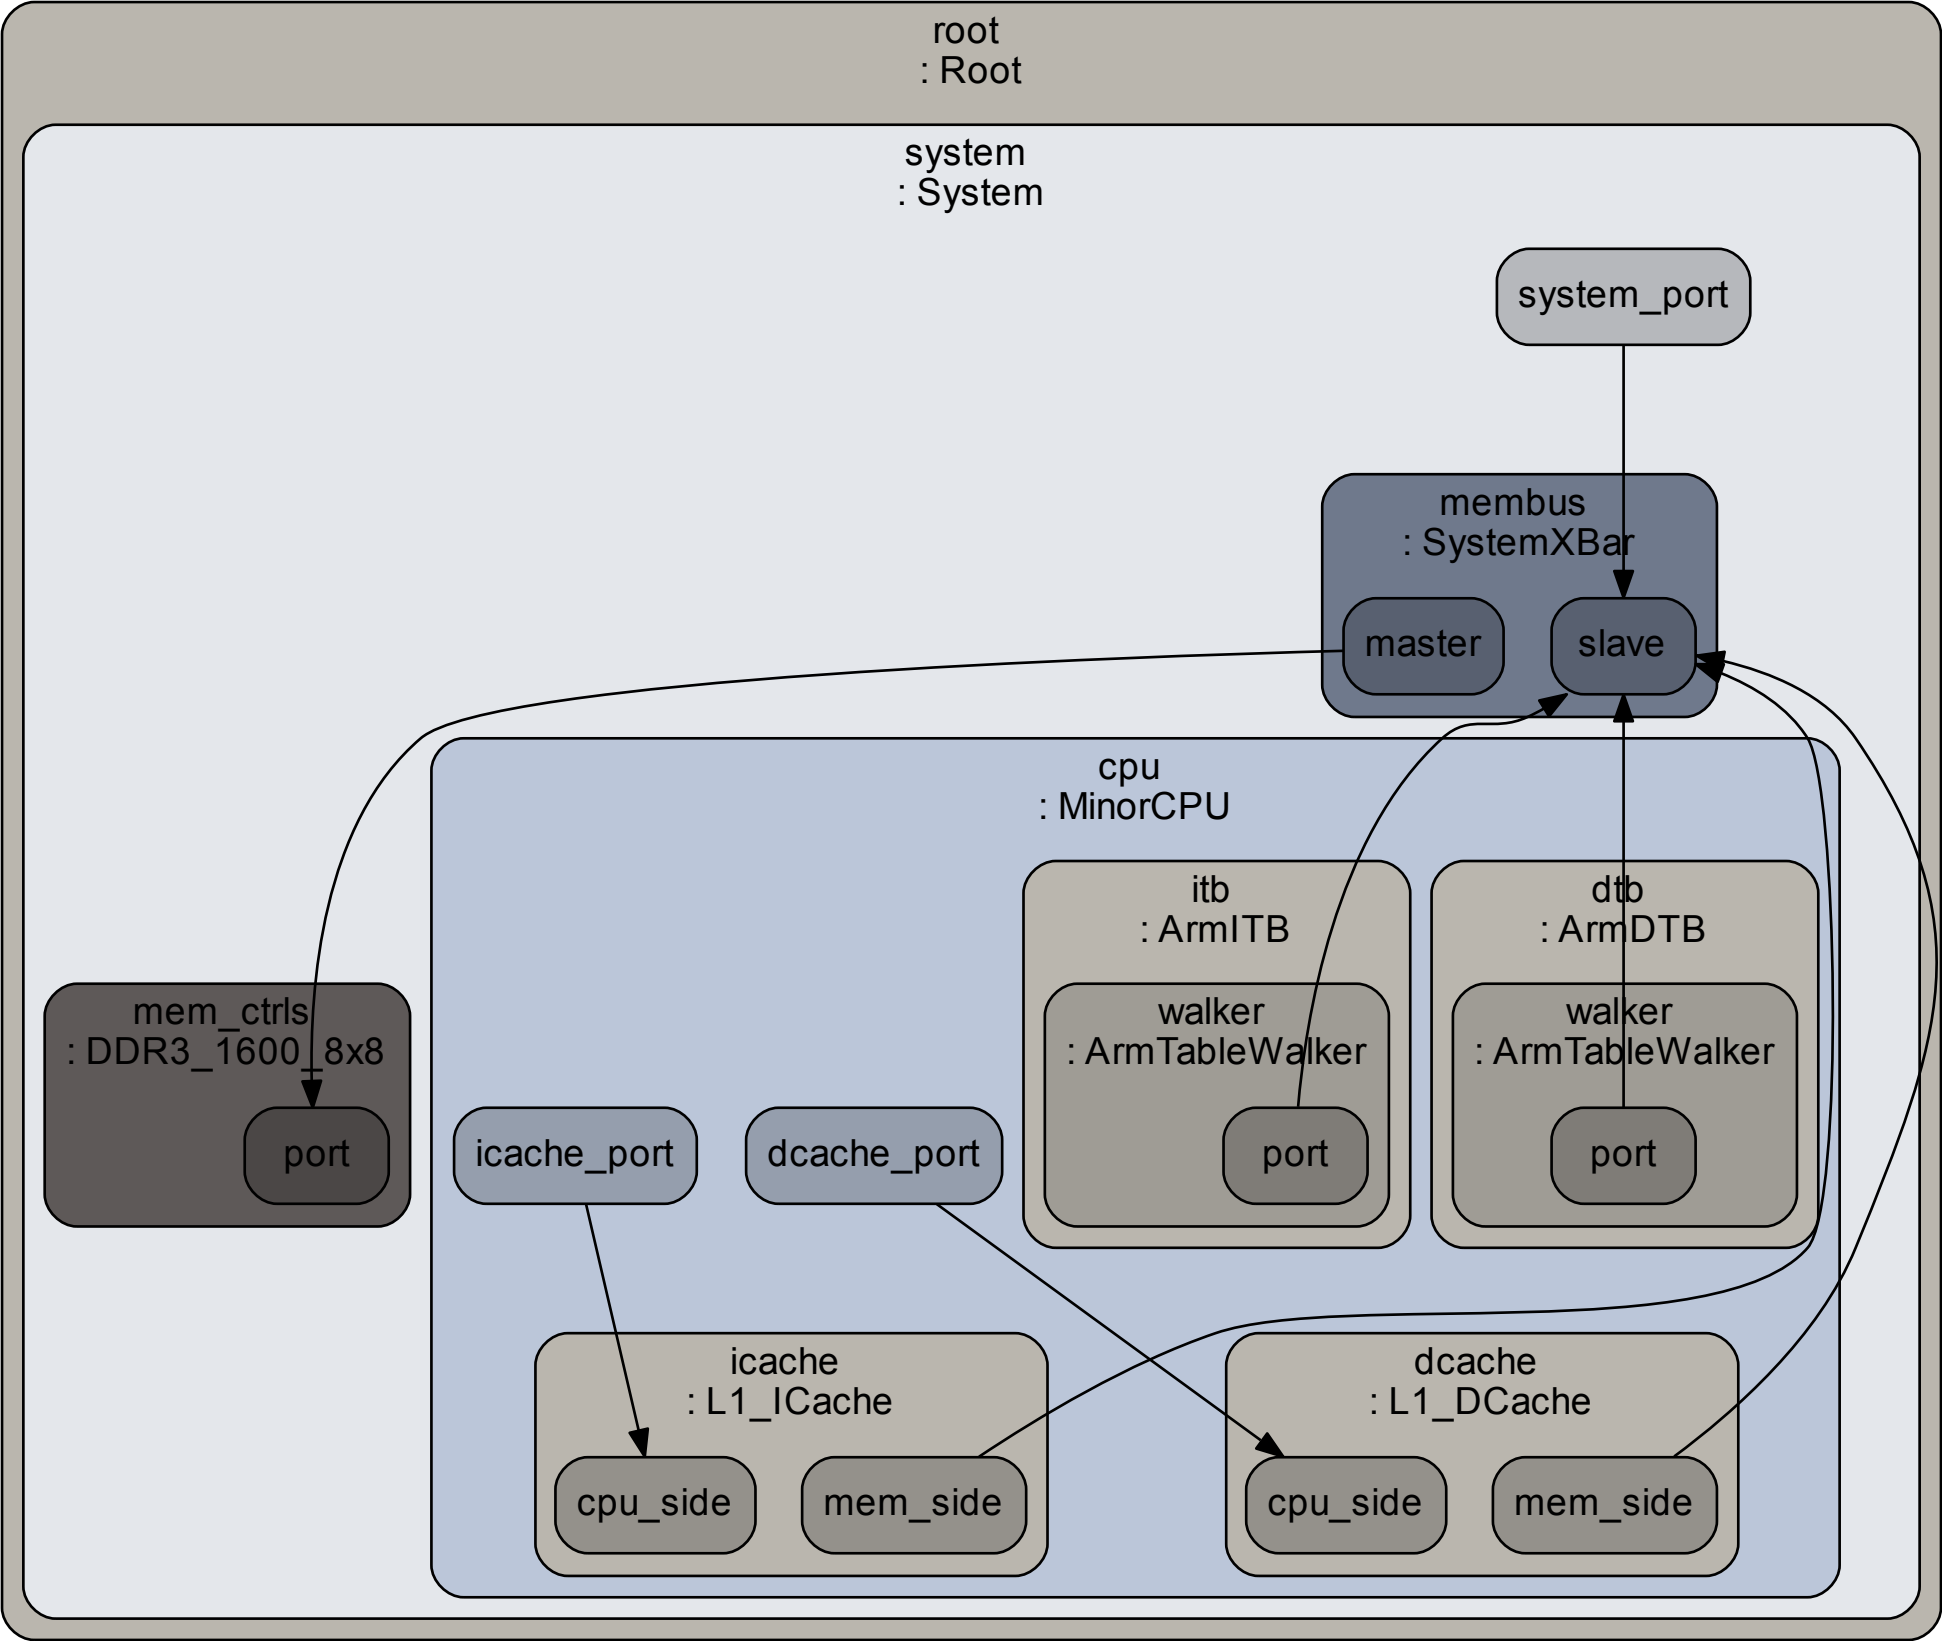 root
: Root
system
: System
system_port
membus
: SystemXBar
master
slave
cpu
: MinorCPU
itb
: ArmITB
dtb
: ArmDTB
mem_ctrls
: DDR3_1600_8x8
walker
: ArmTableWalker
walker
: ArmTableWalker
port
icache_port
dcache_port
port
port
icache
: L1_ICache
dcache
: L1_DCache
cpu_side
mem_side
cpu_side
mem_side